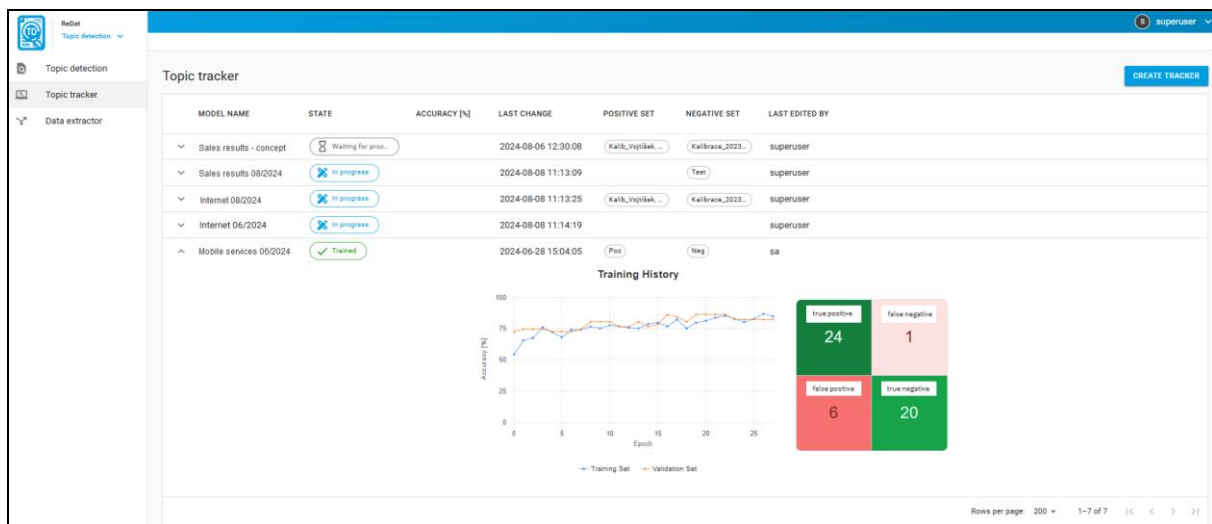 ReDat
Topic detection
S superuser
Topic detection
Topic tracker
Data extractor
Topic tracker
CREATE TRACKER
MODEL NAME STATE ACCURACY [%] LAST CHANGE POSITIVE SET NEGATIVE SET LAST EDITED BY
Sales results - concept Waiting for proc... 2024-08-06 12:30:08 Kalib_Vojtíšek, ... Kalibrace_2023... superuser
Sales results 08/2024 In progress 2024-08-08 11:13:09 Test superuser
Internet 08/2024 In progress 2024-08-08 11:13:25 Kalib_Vojtíšek, ... Kalibrace_2023... superuser
Internet 06/2024 In progress 2024-08-08 11:14:19 superuser
Mobile services 06/2024 Trained 2024-06-28 15:04:05 Poz Neg sa
Training History
100
75
50
25
0
Accuracy [%]
0 5 10 15 20 25
Epoch
Training Set Validation Set
true positive false negative
24 1
false positive true negative
6 20
Rows per page: 200 1–7 of 7
TD